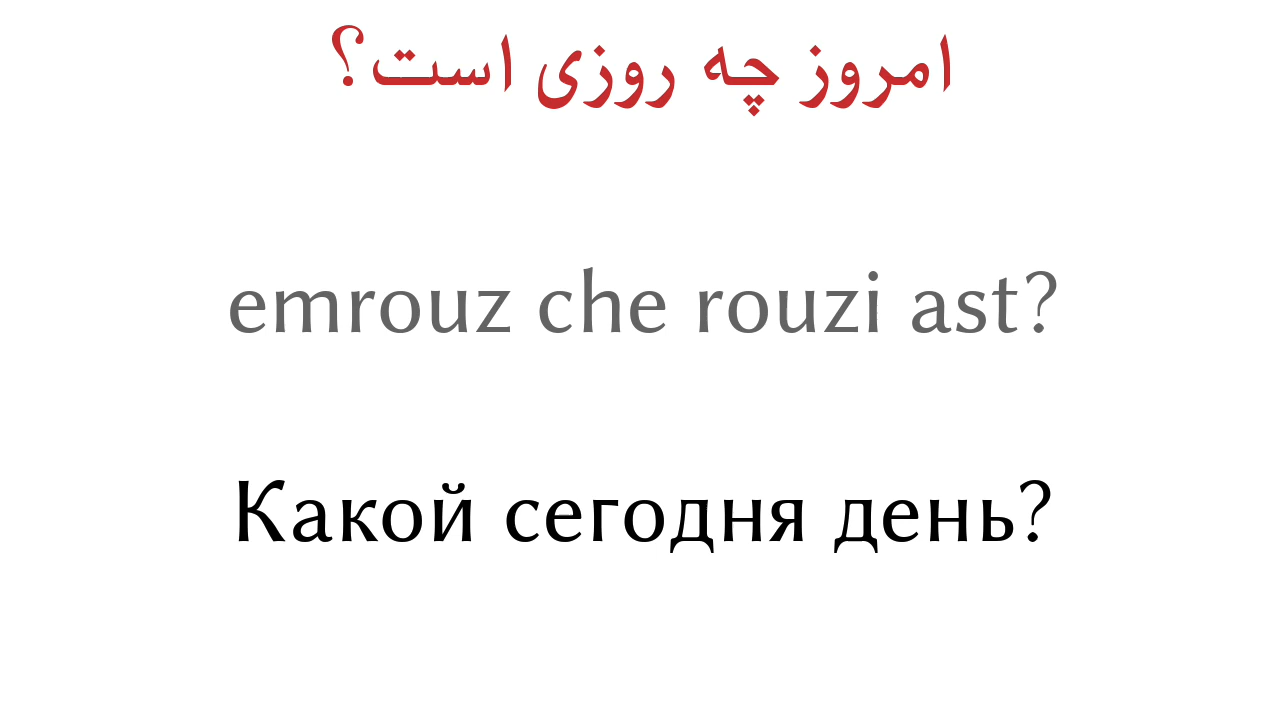 امروز چه روزی است؟
emrouz che rouzi ast?
Какой сегодня день?